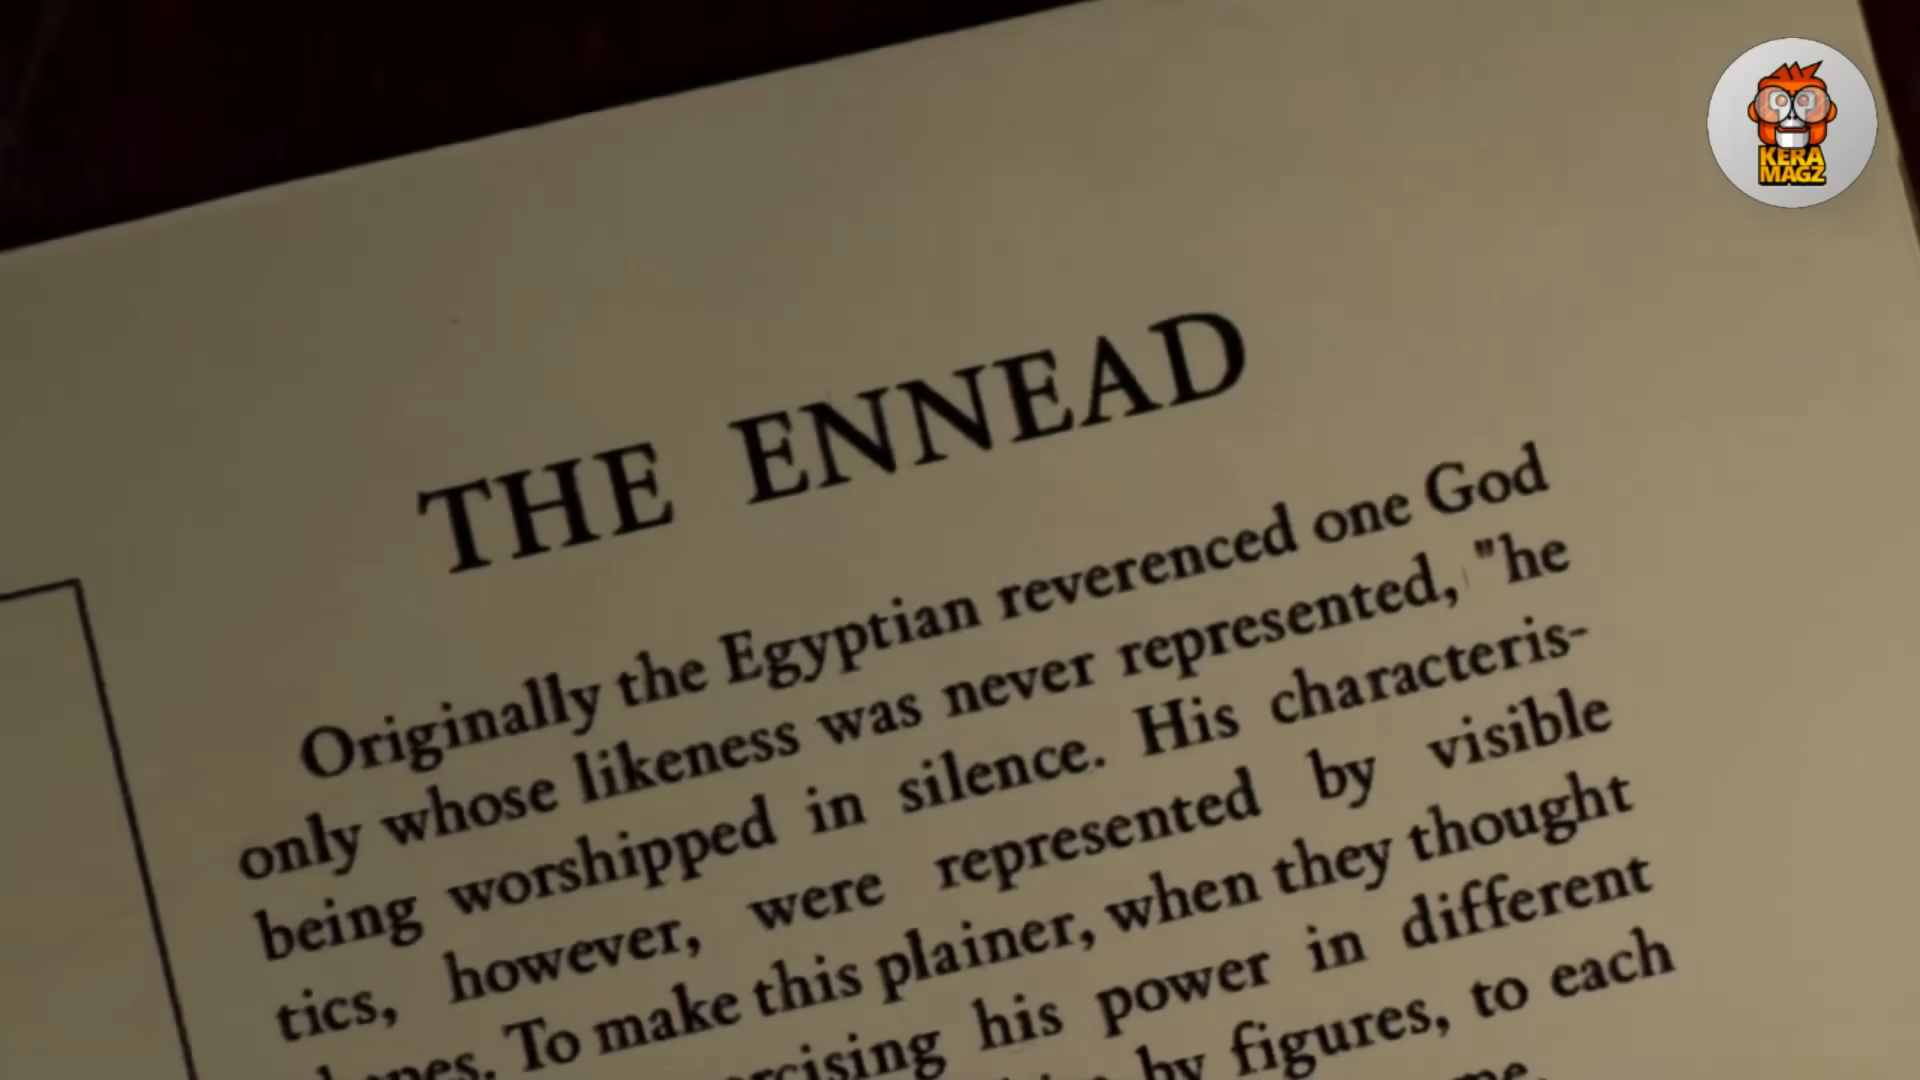 KERA
MAGZ
THE ENNEAD
Originally the Egyptian reverenced one God
only whose likeness was never represented, "he
being worshipped in silence. His characteris-
tics, however, were represented by visible
To make this plainer, when they thought
his power in different
by figures, to each